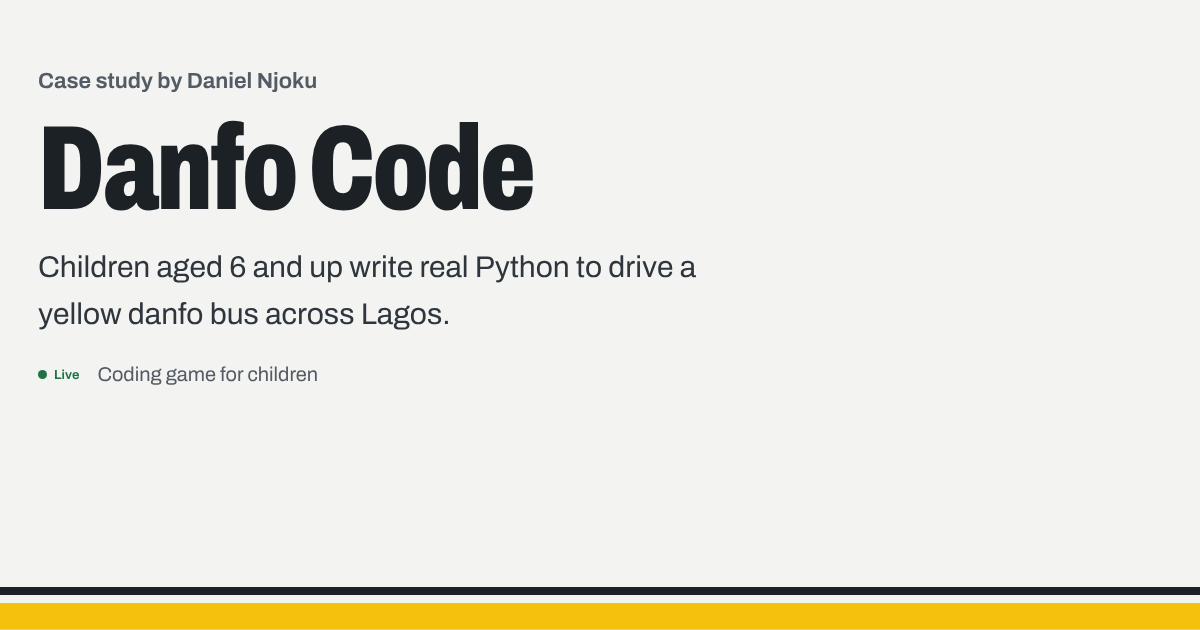 Case study by Daniel Njoku
Danfo Code
Children aged 6 and up write real Python to drive a
yellow danfo bus across Lagos.
Live Coding game for children